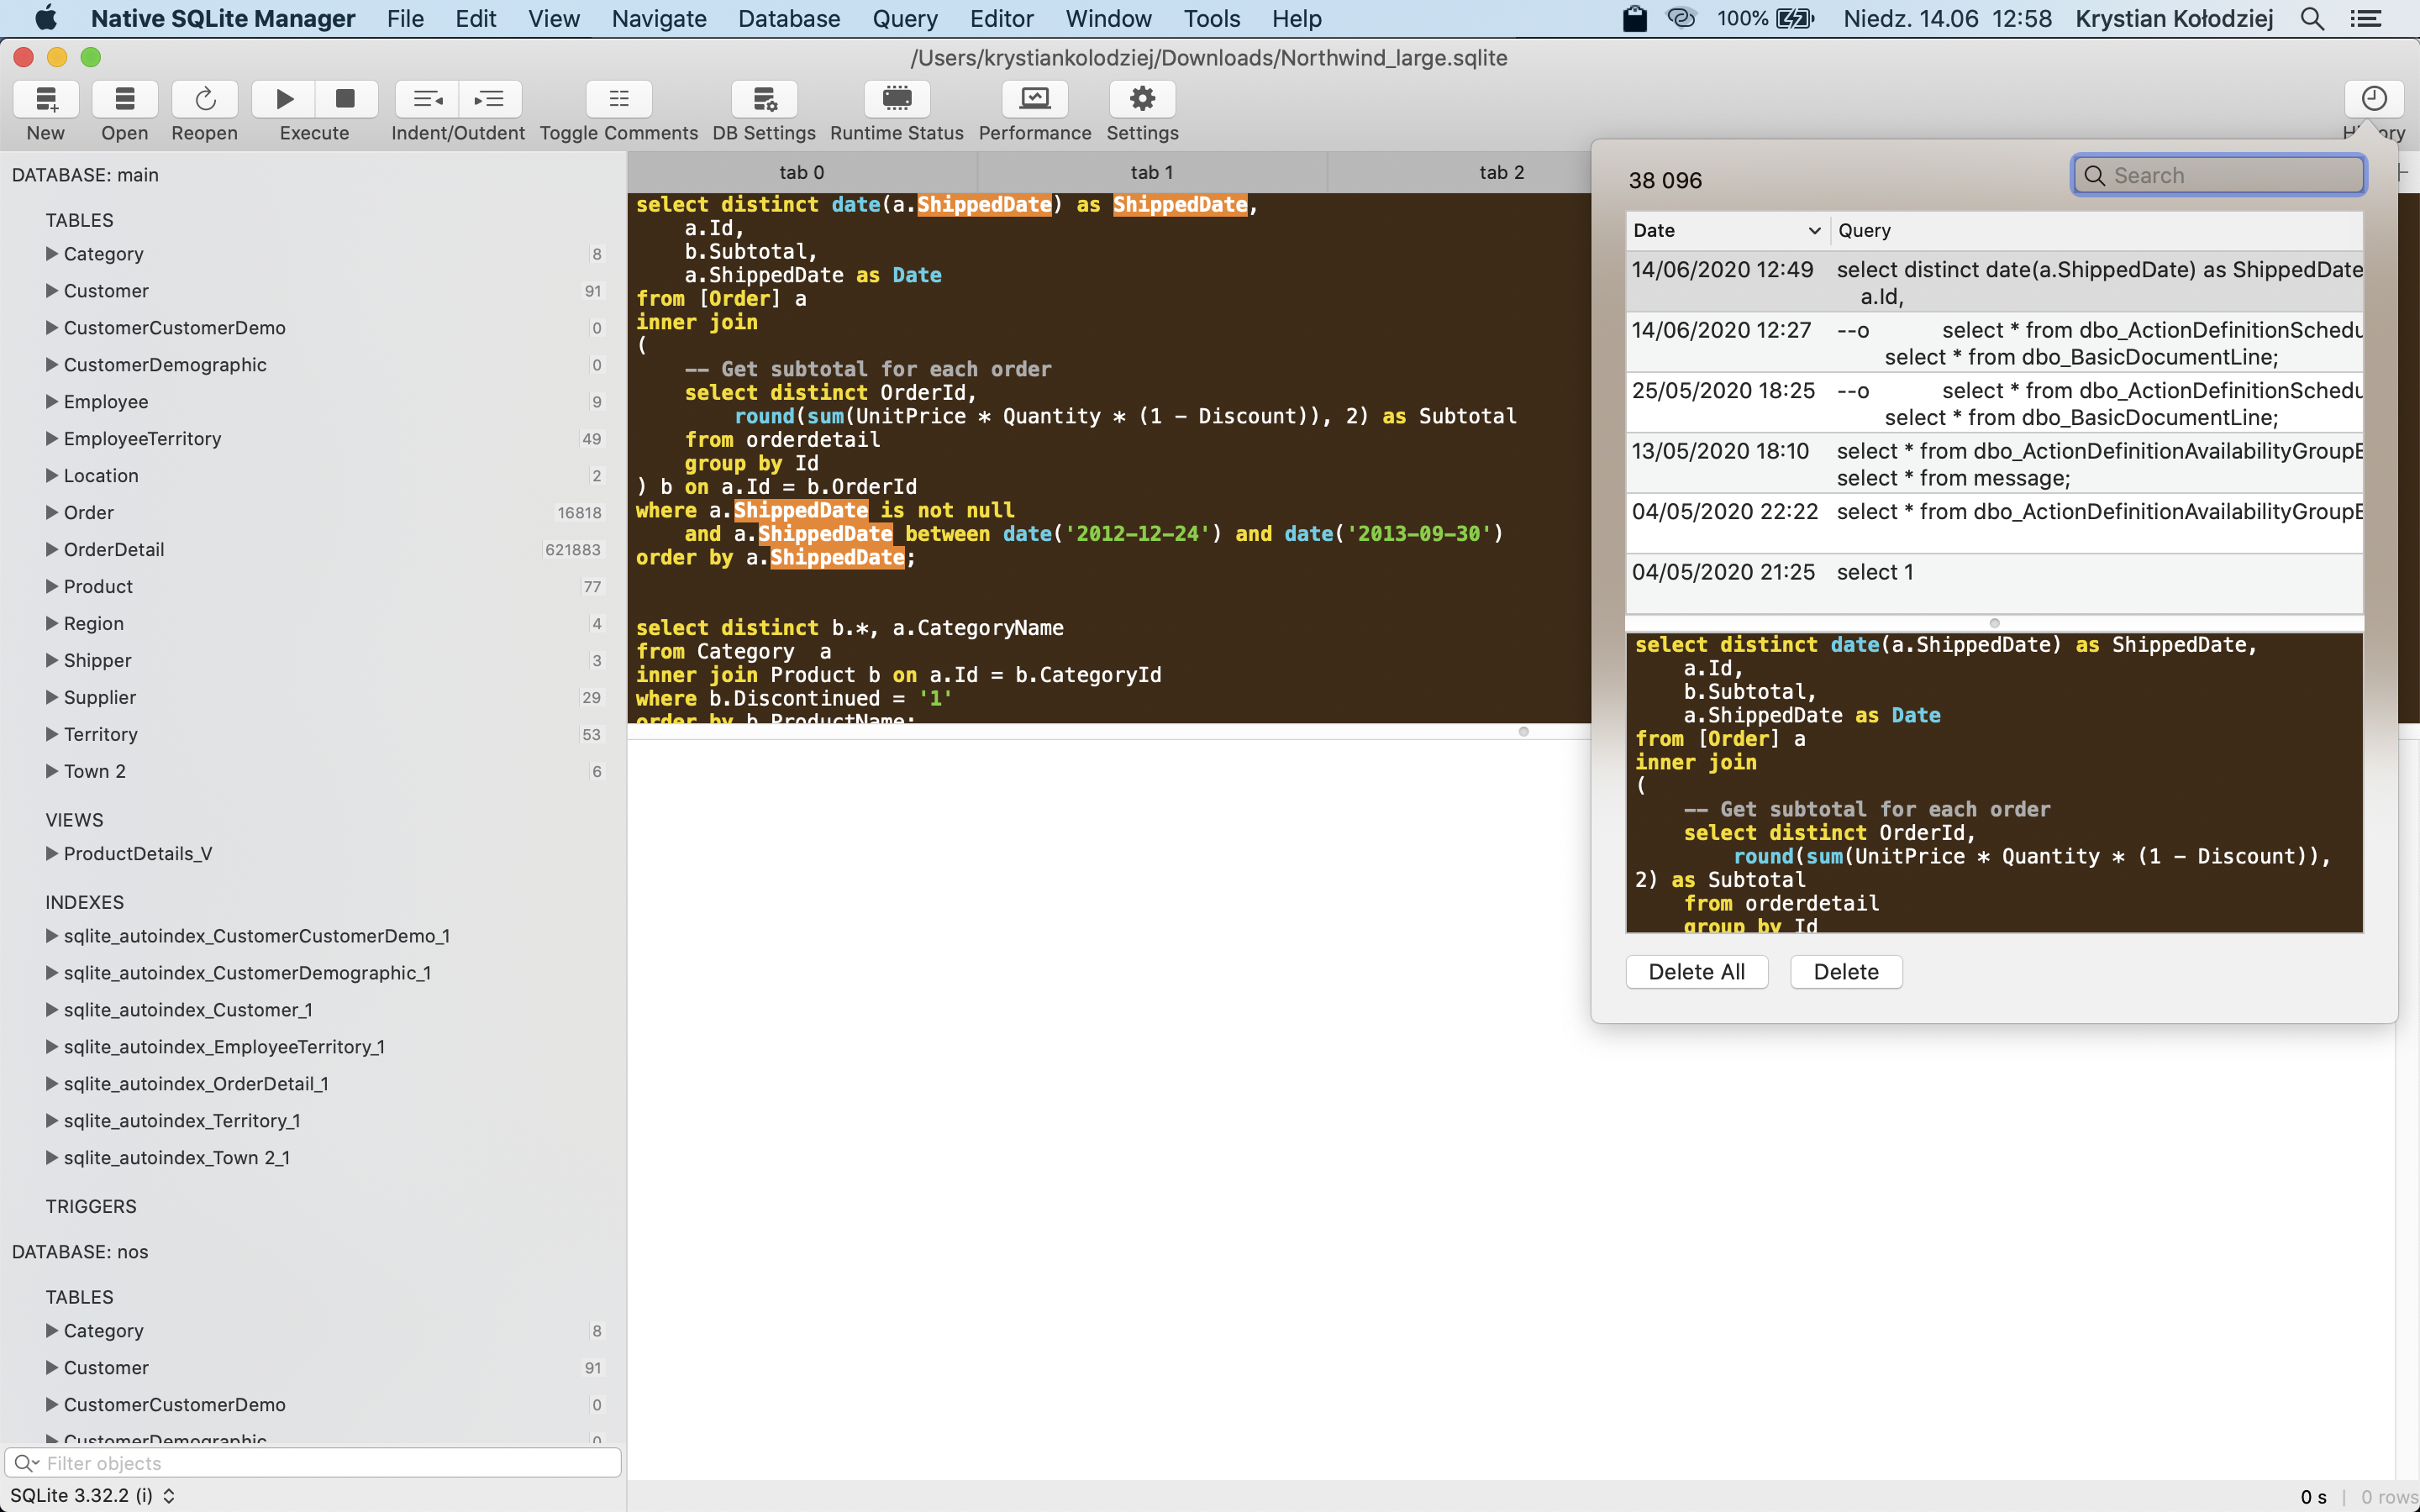 Native SQLite Manager File Edit View Navigate Database Query Editor Window Tools Help 100% Niedz. 14.06 12:58 Krystian Kołodziej
/Users/krystiankolodziej/Downloads/Northwind_large.sqlite
New Open Reopen Execute Indent/Outdent Toggle Comments DB Settings Runtime Status Performance Settings
DATABASE: main
TABLES
Category 8
Customer 91
CustomerCustomerDemo 0
CustomerDemographic 0
Employee 9
EmployeeTerritory 49
Location 2
Order 16818
OrderDetail 621883
Product 77
Region 4
Shipper 3
Supplier 29
Territory 53
Town 2 6
VIEWS
ProductDetails_V
INDEXES
sqlite_autoindex_CustomerCustomerDemo_1
sqlite_autoindex_CustomerDemographic_1
sqlite_autoindex_Customer_1
sqlite_autoindex_EmployeeTerritory_1
sqlite_autoindex_OrderDetail_1
sqlite_autoindex_Territory_1
sqlite_autoindex_Town 2_1
TRIGGERS
DATABASE: nos
TABLES
Category 8
Customer 91
CustomerCustomerDemo 0
CustomerDemographic 0
Filter objects
SQLite 3.32.2 (i)
tab 0 tab 1 tab 2
select distinct date(a.ShippedDate) as ShippedDate,
a.Id,
b.Subtotal,
a.ShippedDate as Date
from [Order] a
inner join
(
-- Get subtotal for each order
select distinct OrderId,
round(sum(UnitPrice * Quantity * (1 - Discount)), 2) as Subtotal
from orderdetail
group by Id
) b on a.Id = b.OrderId
where a.ShippedDate is not null
and a.ShippedDate between date('2012-12-24') and date('2013-09-30')
order by a.ShippedDate;
select distinct b.*, a.CategoryName
from Category  a
inner join Product b on a.Id = b.CategoryId
where b.Discontinued = '1'
order by b.ProductName;
38 096
Search
Date Query
14/06/2020 12:49 select distinct date(a.ShippedDate) as ShippedDate
a.Id,
14/06/2020 12:27 --o select * from dbo_ActionDefinitionSchedu
select * from dbo_BasicDocumentLine;
25/05/2020 18:25 --o select * from dbo_ActionDefinitionSchedu
select * from dbo_BasicDocumentLine;
13/05/2020 18:10 select * from dbo_ActionDefinitionAvailabilityGroupE
select * from message;
04/05/2020 22:22 select * from dbo_ActionDefinitionAvailabilityGroupE
04/05/2020 21:25 select 1
select distinct date(a.ShippedDate) as ShippedDate,
a.Id,
b.Subtotal,
a.ShippedDate as Date
from [Order] a
inner join
(
-- Get subtotal for each order
select distinct OrderId,
round(sum(UnitPrice * Quantity * (1 - Discount)),
2) as Subtotal
from orderdetail
group by Id
Delete All Delete
0 s | 0 rows